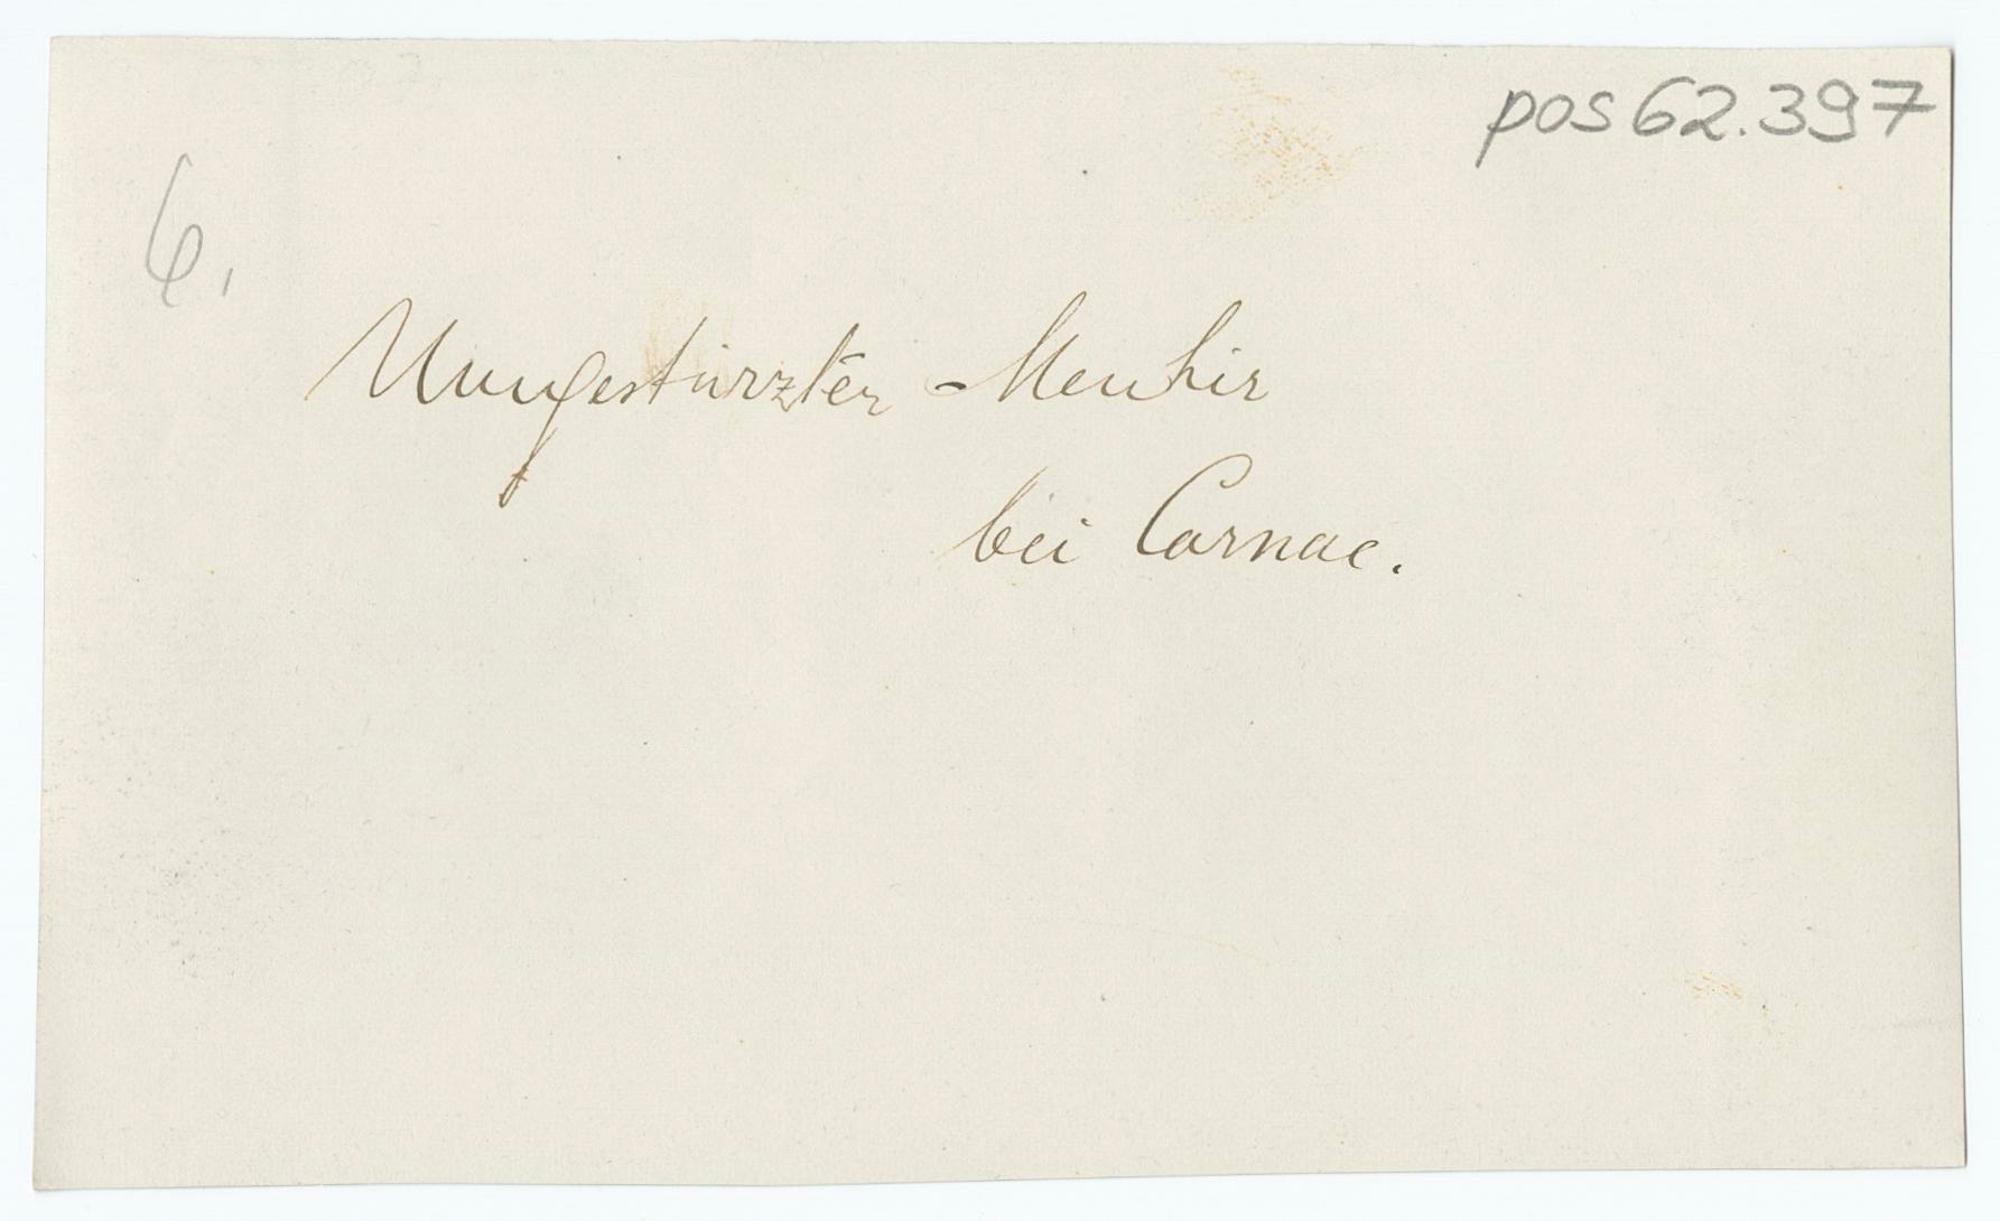 pos 62.397
6.
Umgestürzter Menhir
bei Carnac.